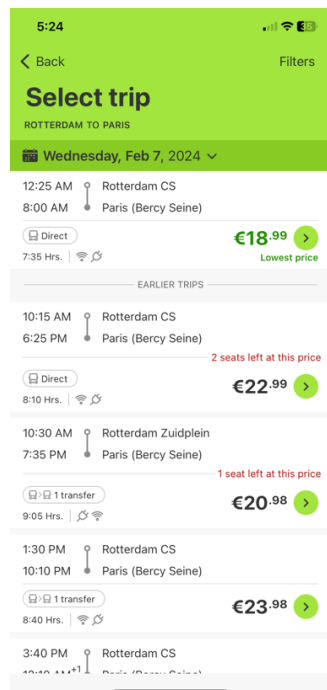 5:24
35
Back
Filters
Select trip
ROTTERDAM TO PARIS
Wednesday, Feb 7, 2024
12:25 AM Rotterdam CS
8:00 AM Paris (Bercy Seine)
Direct
€18.99
7:35 Hrs.
Lowest price
EARLIER TRIPS
10:15 AM Rotterdam CS
6:25 PM Paris (Bercy Seine)
2 seats left at this price
Direct
€22.99
8:10 Hrs.
10:30 AM Rotterdam Zuidplein
7:35 PM Paris (Bercy Seine)
1 seat left at this price
1 transfer
€20.98
9:05 Hrs.
1:30 PM Rotterdam CS
10:10 PM Paris (Bercy Seine)
1 transfer
€23.98
8:40 Hrs.
3:40 PM Rotterdam CS
+1